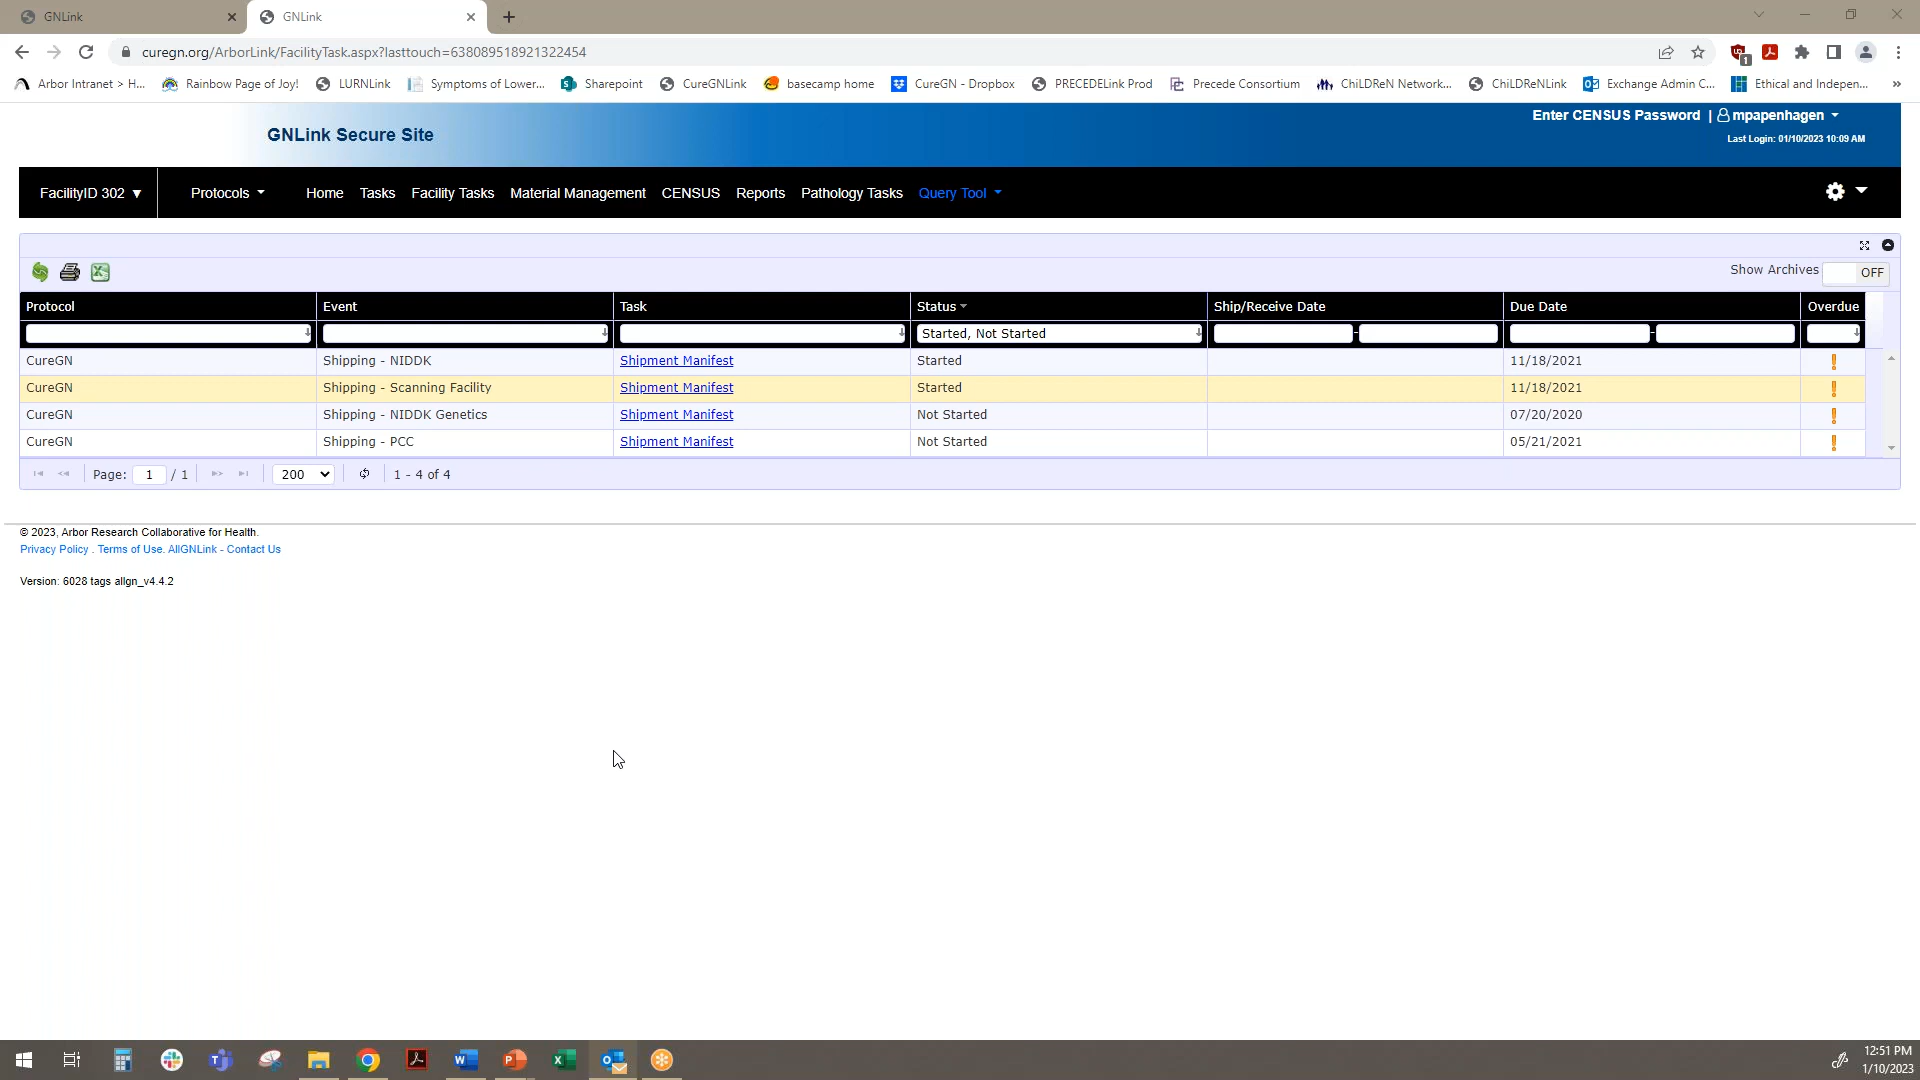 GNLink
GNLink
curegn.org/ArborLink/FacilityTask.aspx?lasttouch=638089518921322454
1
Arbor Intranet > H... Rainbow Page of Joy! LURNLink Symptoms of Lower... Sharepoint CureGNLink basecamp home CureGN - Dropbox PRECEDELink Prod Precede Consortium ChiLDReN Network... ChiLDReNLink Exchange Admin C... Ethical and Indepen... »
Enter CENSUS Password | mpapenhagen
GNLink Secure Site
Last Login: 01/10/2023 10:09 AM
FacilityID 302 ▼ Protocols Home Tasks Facility Tasks Material Management CENSUS Reports Pathology Tasks Query Tool
Show Archives OFF
Protocol Event Task Status Ship/Receive Date Due Date Overdue
Started, Not Started - -
CureGN Shipping - NIDDK Shipment Manifest Started 11/18/2021
CureGN Shipping - Scanning Facility Shipment Manifest Started 11/18/2021
CureGN Shipping - NIDDK Genetics Shipment Manifest Not Started 07/20/2020
CureGN Shipping - PCC Shipment Manifest Not Started 05/21/2021
Page: 1 / 1 200 1 - 4 of 4
© 2023, Arbor Research Collaborative for Health.
Privacy Policy . Terms of Use. AllGNLink - Contact Us
Version: 6028 tags allgn_v4.4.2
12:51 PM
1/10/2023